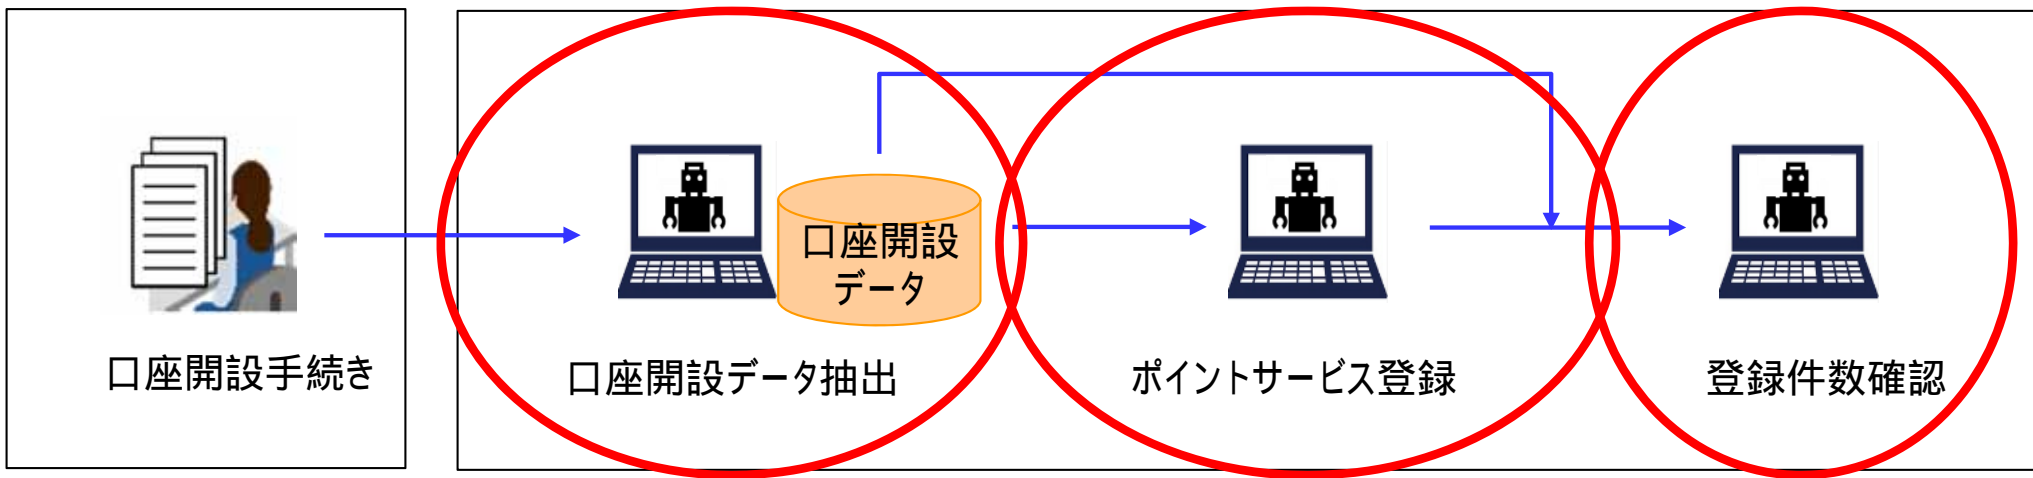 口座開設手続き
口座開設
データ
口座開設データ抽出
ポイントサービス登録
登録件数確認